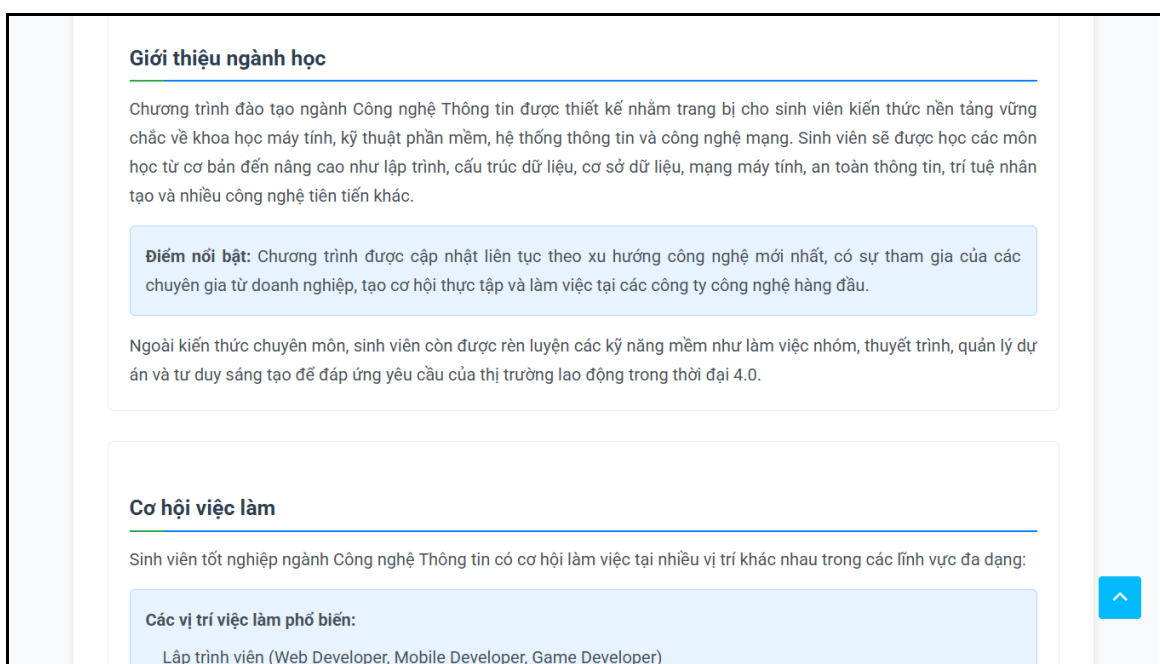 Giới thiệu ngành học
Chương trình đào tạo ngành Công nghệ Thông tin được thiết kế nhằm trang bị cho sinh viên kiến thức nền tảng vững
chắc về khoa học máy tính, kỹ thuật phần mềm, hệ thống thông tin và công nghệ mạng. Sinh viên sẽ được học các môn
học từ cơ bản đến nâng cao như lập trình, cấu trúc dữ liệu, cơ sở dữ liệu, mạng máy tính, an toàn thông tin, trí tuệ nhân
tạo và nhiều công nghệ tiên tiến khác.
Điểm nổi bật: Chương trình được cập nhật liên tục theo xu hướng công nghệ mới nhất, có sự tham gia của các
chuyên gia từ doanh nghiệp, tạo cơ hội thực tập và làm việc tại các công ty công nghệ hàng đầu.
Ngoài kiến thức chuyên môn, sinh viên còn được rèn luyện các kỹ năng mềm như làm việc nhóm, thuyết trình, quản lý dự
án và tư duy sáng tạo để đáp ứng yêu cầu của thị trường lao động trong thời đại 4.0.
Cơ hội việc làm
Sinh viên tốt nghiệp ngành Công nghệ Thông tin có cơ hội làm việc tại nhiều vị trí khác nhau trong các lĩnh vực đa dạng:
Các vị trí việc làm phổ biến:
Lập trình viên (Web Developer, Mobile Developer, Game Developer)